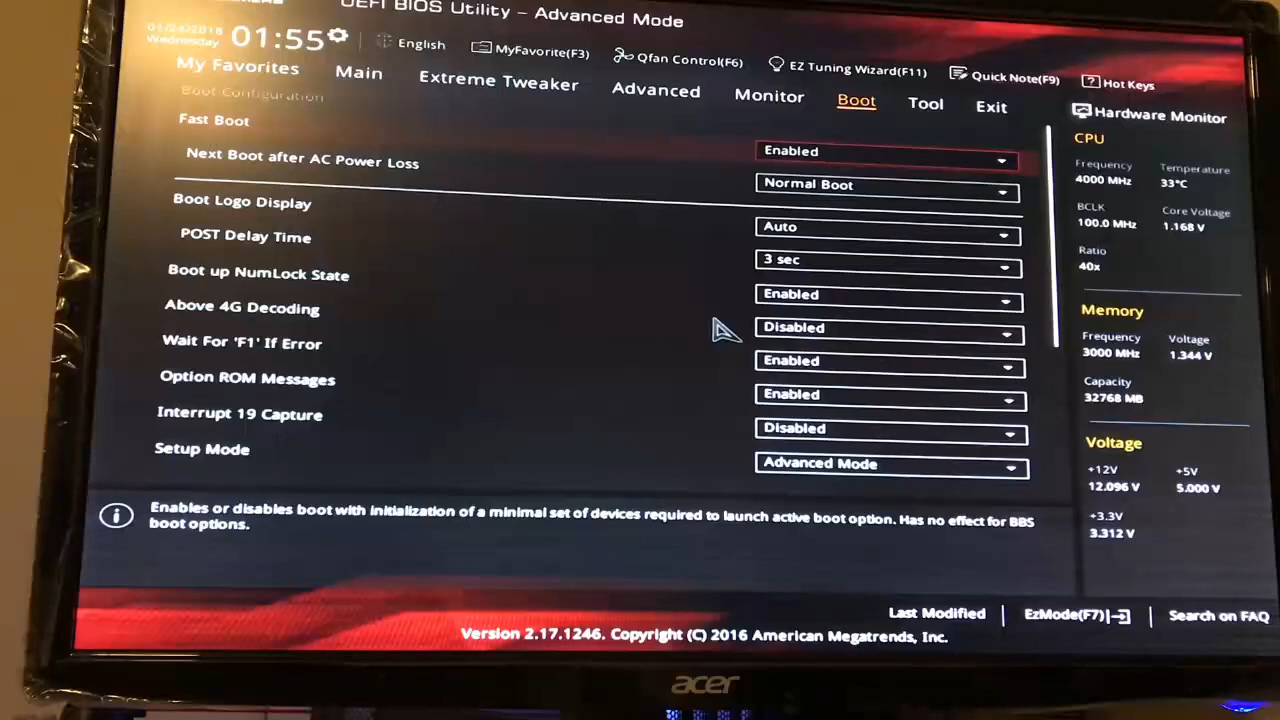 UEFI BIOS Utility – Advanced Mode
01/24/2018
Wednesday
01:55
English
MyFavorite(F3)
Qfan Control(F6)
EZ Tuning Wizard(F11)
Quick Note(F9)
? Hot Keys
My Favorites
Main
Extreme Tweaker
Advanced
Monitor
Boot
Tool
Exit
Boot Configuration
Fast Boot
Enabled
Next Boot after AC Power Loss
Normal Boot
Boot Logo Display
Auto
POST Delay Time
3 sec
Boot up NumLock State
Enabled
Above 4G Decoding
Disabled
Wait For 'F1' If Error
Enabled
Option ROM Messages
Enabled
Interrupt 19 Capture
Disabled
Setup Mode
Advanced Mode
Hardware Monitor
CPU
Frequency
Temperature
4000 MHz
33°C
BCLK
Core Voltage
100.0 MHz
1.168 V
Ratio
40x
Memory
Frequency
Voltage
3000 MHz
1.344 V
Capacity
32768 MB
Voltage
+12V
+5V
12.096 V
5.000 V
+3.3V
3.312 V
i
Enables or disables boot with initialization of a minimal set of devices required to launch active boot option. Has no effect for BBS
boot options.
Last Modified
EzMode(F7)
Search on FAQ
Version 2.17.1246. Copyright (C) 2016 American Megatrends, Inc.
acer